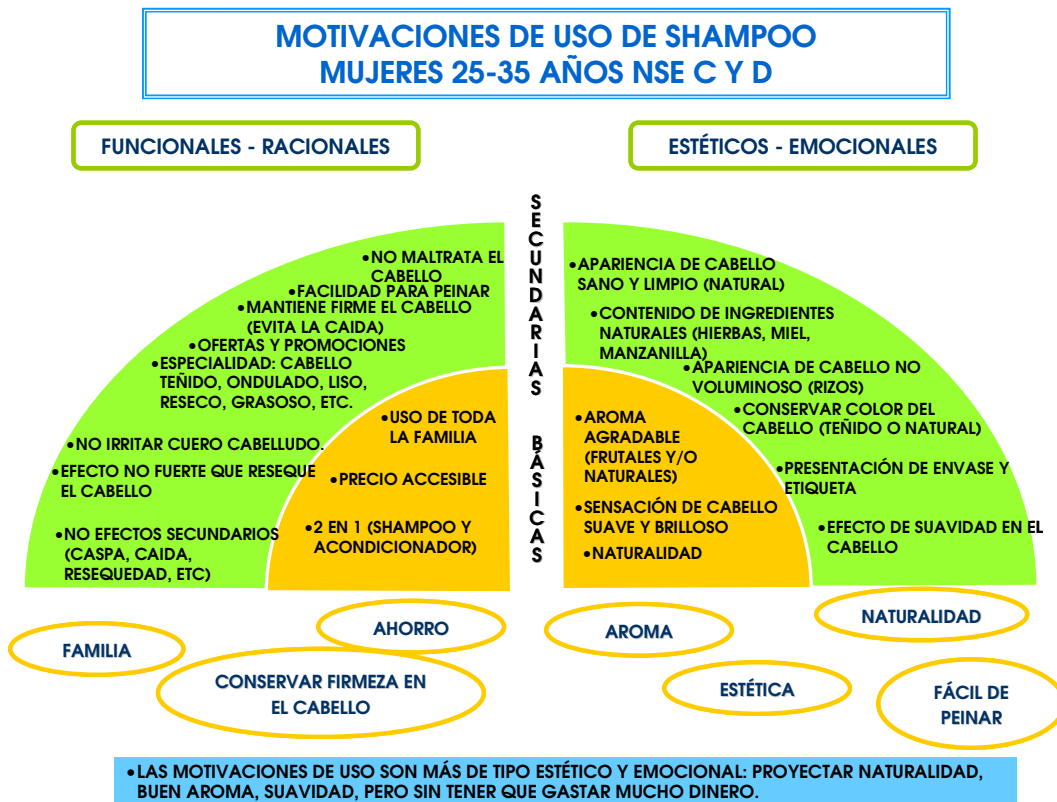 MOTIVACIONES DE USO DE SHAMPOO
MUJERES 25-35 AÑOS NSE C Y D
FUNCIONALES - RACIONALES
ESTÉTICOS - EMOCIONALES
SECUNDARIAS
BÁSICAS
•NO MALTRATA EL
CABELLO
•FACILIDAD PARA PEINAR
•MANTIENE FIRME EL CABELLO
(EVITA LA CAIDA)
•OFERTAS Y PROMOCIONES
•ESPECIALIDAD: CABELLO
TEÑIDO, ONDULADO, LISO,
RESECO, GRASOSO, ETC.
•NO IRRITAR CUERO CABELLUDO.
•EFECTO NO FUERTE QUE RESEQUE
EL CABELLO
•NO EFECTOS SECUNDARIOS
(CASPA, CAIDA,
RESEQUEDAD, ETC)
•USO DE TODA
LA FAMILIA
•PRECIO ACCESIBLE
•2 EN 1 (SHAMPOO Y
ACONDICIONADOR)
•AROMA
AGRADABLE
(FRUTALES Y/O
NATURALES)
•SENSACIÓN DE CABELLO
SUAVE Y BRILLOSO
•NATURALIDAD
•APARIENCIA DE CABELLO
SANO Y LIMPIO (NATURAL)
•CONTENIDO DE INGREDIENTES
NATURALES (HIERBAS, MIEL,
MANZANILLA)
•APARIENCIA DE CABELLO NO
VOLUMINOSO (RIZOS)
•CONSERVAR COLOR DEL
CABELLO (TEÑIDO O NATURAL)
•PRESENTACIÓN DE ENVASE Y
ETIQUETA
•EFECTO DE SUAVIDAD EN EL
CABELLO
FAMILIA
AHORRO
CONSERVAR FIRMEZA EN
EL CABELLO
AROMA
NATURALIDAD
ESTÉTICA
FÁCIL DE
PEINAR
•LAS MOTIVACIONES DE USO SON MÁS DE TIPO ESTÉTICO Y EMOCIONAL: PROYECTAR NATURALIDAD,
BUEN AROMA, SUAVIDAD, PERO SIN TENER QUE GASTAR MUCHO DINERO.